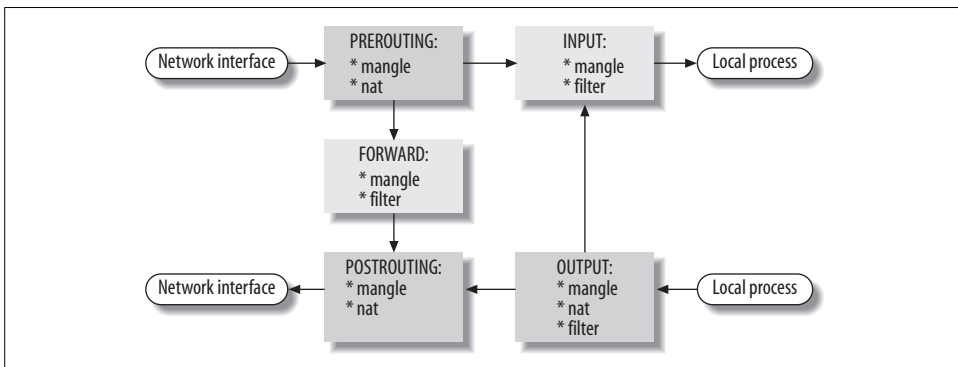 Network interface
PREROUTING:
* mangle
* nat
INPUT:
* mangle
* filter
Local process
FORWARD:
* mangle
* filter
Network interface
POSTROUTING:
* mangle
* nat
OUTPUT:
* mangle
* nat
* filter
Local process